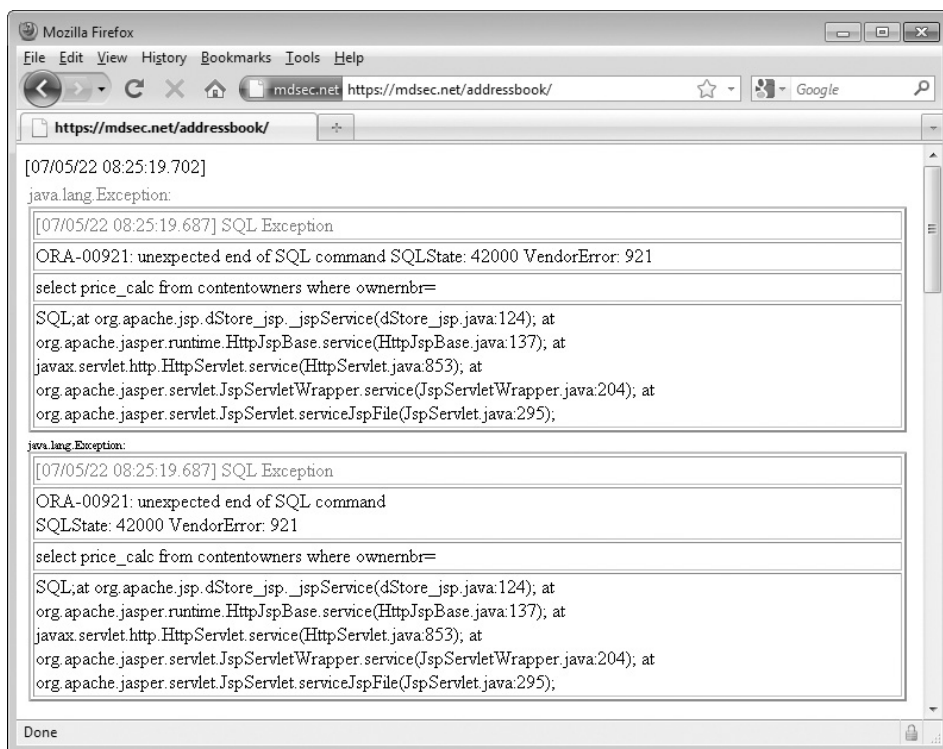 Mozilla Firefox
File Edit View History Bookmarks Tools Help
mdsec.net https://mdsec.net/addressbook/
Google
https://mdsec.net/addressbook/
[07/05/22 08:25:19.702]
java.lang.Exception:
[07/05/22 08:25:19.687] SQL Exception
ORA-00921: unexpected end of SQL command SQLState: 42000 VendorError: 921
select price_calc from contentowners where ownernbr=
SQL;at org.apache.jsp.dStore_jsp._jspService(dStore_jsp.java:124); at
org.apache.jasper.runtime.HttpJspBase.service(HttpJspBase.java:137); at
javax.servlet.http.HttpServlet.service(HttpServlet.java:853); at
org.apache.jasper.servlet.JspServletWrapper.service(JspServletWrapper.java:204); at
org.apache.jasper.servlet.JspServlet.serviceJspFile(JspServlet.java:295);
java.lang.Exception:
[07/05/22 08:25:19.687] SQL Exception
ORA-00921: unexpected end of SQL command
SQLState: 42000 VendorError: 921
select price_calc from contentowners where ownernbr=
SQL;at org.apache.jsp.dStore_jsp._jspService(dStore_jsp.java:124); at
org.apache.jasper.runtime.HttpJspBase.service(HttpJspBase.java:137); at
javax.servlet.http.HttpServlet.service(HttpServlet.java:853); at
org.apache.jasper.servlet.JspServletWrapper.service(JspServletWrapper.java:204); at
org.apache.jasper.servlet.JspServlet.serviceJspFile(JspServlet.java:295);
Done